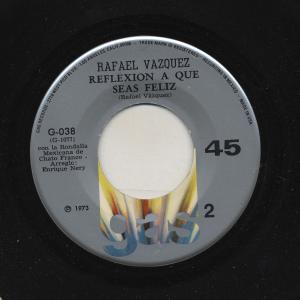 RAFAEL VAZQUEZ
REFLEXION A QUE
SEAS FELIZ
(Rafael Vázquez)
G-038
(G-1077)
con la Rondalla
Mexicana de
Chato Franco -
Arreglo:
Enrique Nery
45
℗ 1973
2
gas